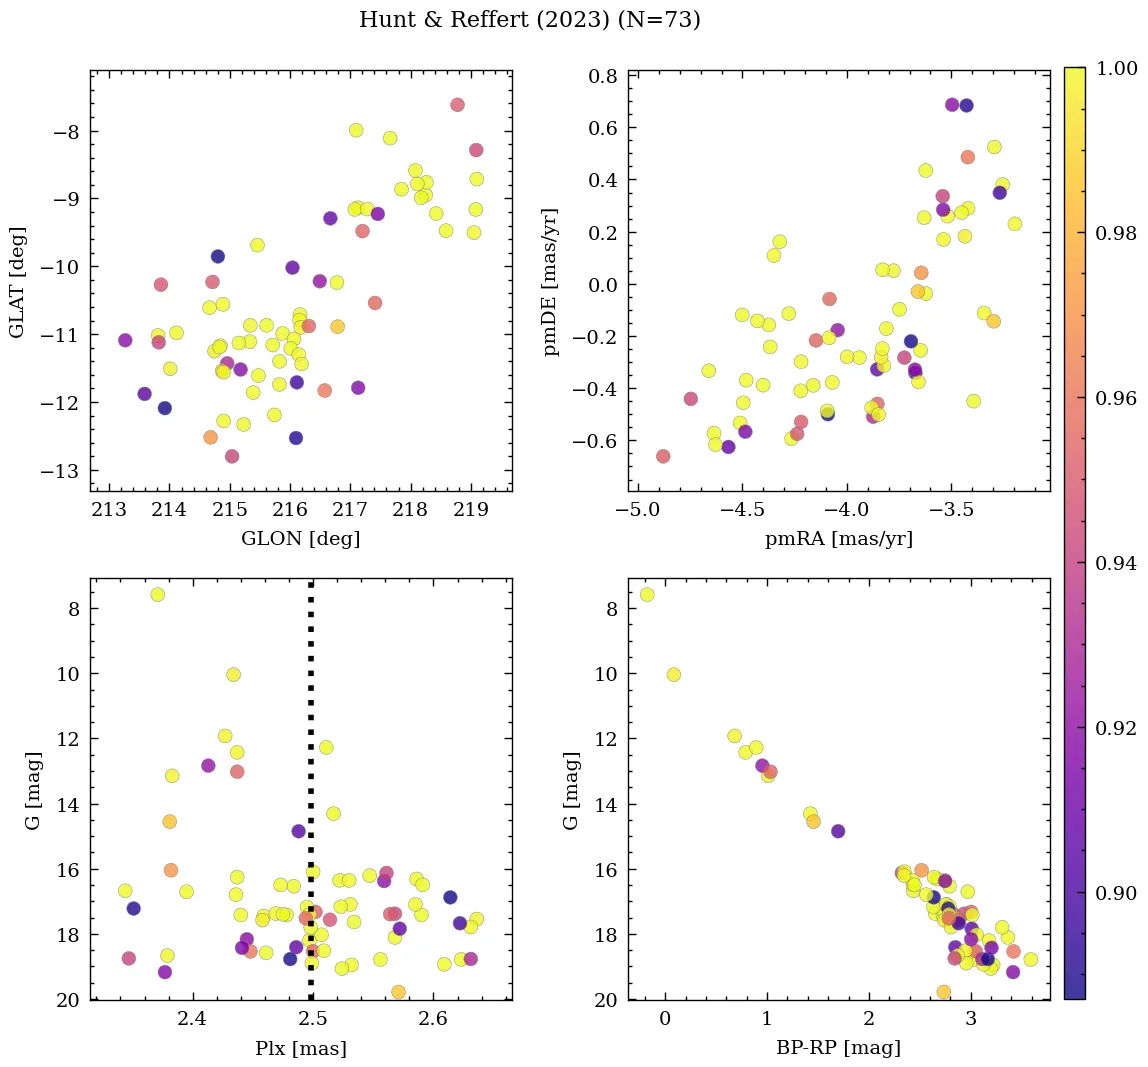 Hunt & Reffert (2023) (N=73)
−8
−9
−10
−11
−12
−13
GLAT [deg]
213 214 215 216 217 218 219
GLON [deg]
0.8
0.6
0.4
0.2
0.0
−0.2
−0.4
−0.6
pmDE [mas/yr]
−5.0 −4.5 −4.0 −3.5
pmRA [mas/yr]
8
10
12
14
16
18
20
G [mag]
2.4 2.5 2.6
Plx [mas]
8
10
12
14
16
18
20
G [mag]
0 1 2 3
BP-RP [mag]
1.00
0.98
0.96
0.94
0.92
0.90